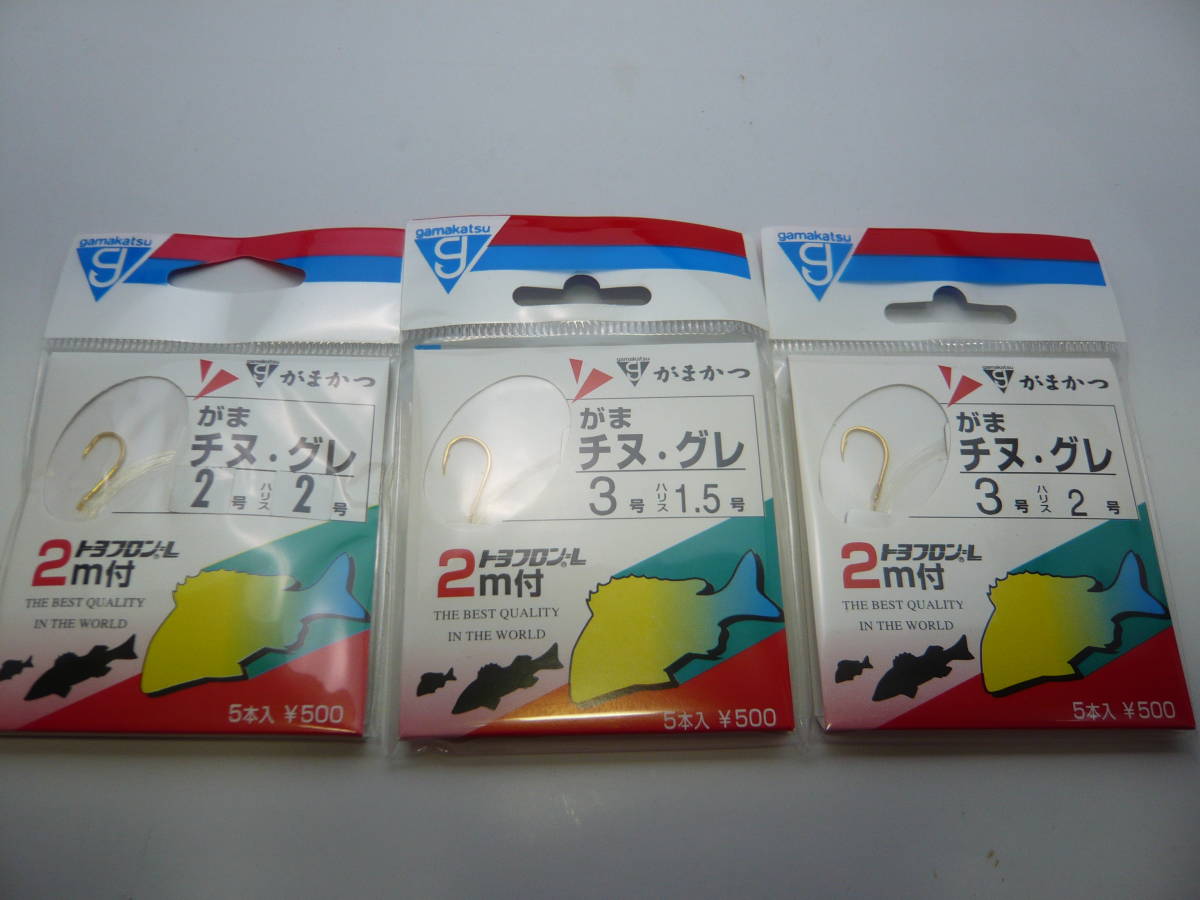 gamakatsu
g
gamakatsu
g がまかつ
がま
チヌ・グレ
2号 ハリス 2号
2 トヨフロン-L®
m付
THE BEST QUALITY
IN THE WORLD
5本入 ¥500
gamakatsu
g
gamakatsu
g がまかつ
がま
チヌ・グレ
3号 ハリス 1.5号
2 トヨフロン-L®
m付
THE BEST QUALITY
IN THE WORLD
5本入 ¥500
gamakatsu
g
gamakatsu
g がまかつ
がま
チヌ・グレ
3号 ハリス 2号
2 トヨフロン-L®
m付
THE BEST QUALITY
IN THE WORLD
5本入 ¥500